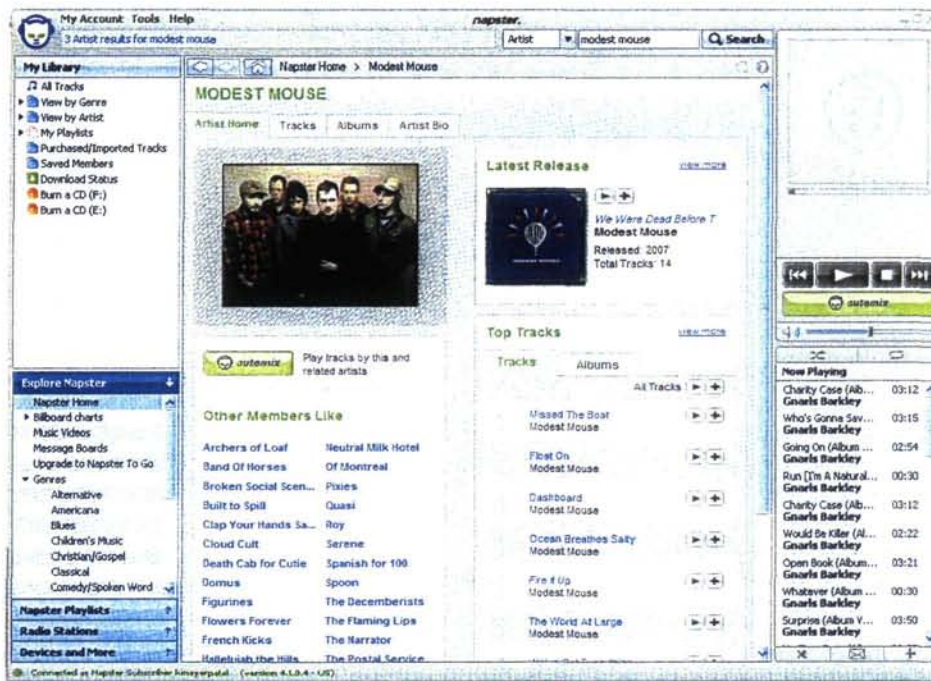 My Account Tools Help
napster.
3 Artist results for modest mouse
Artist
modest mouse
Search
My Library
All Tracks
View by Genre
View by Artist
My Playlists
Purchased/Imported Tracks
Saved Members
Download Status
Burn a CD (F:)
Burn a CD (E:)
Explore Napster
Napster Home
Billboard charts
Music Videos
Message Boards
Upgrade to Napster To Go
Genres
Alternative
Americana
Blues
Children's Music
Christian/Gospel
Classical
Comedy/Spoken Word
Napster Playlists
Radio Stations
Devices and More
Napster Home > Modest Mouse
MODEST MOUSE
Artist Home Tracks Albums Artist Bio
automix
Play tracks by this and
related artists
Other Members Like
Archers of Loaf Neutral Milk Hotel
Band Of Horses Of Montreal
Broken Social Scen... Pixies
Built to Spill Quasi
Clap Your Hands Sa... Roy
Cloud Cult Serene
Death Cab for Cutie Spanish for 100
Domus Spoon
Figurines The Decemberists
Flowers Forever The Flaming Lips
French Kicks The Narrator
Halleluiah the Hills The Postal Service
Latest Release view more
We Were Dead Before T
Modest Mouse
Released: 2007
Total Tracks: 14
Top Tracks view more
Tracks Albums
All Tracks
Missed The Boat
Modest Mouse
Float On
Modest Mouse
Dashboard
Modest Mouse
Ocean Breathes Salty
Modest Mouse
Fire It Up
Modest Mouse
The World At Large
Modest Mouse
automix
Now Playing
Charity Case (Alb... 03:12
Gnarls Barkley
Who's Gonna Sav... 03:15
Gnarls Barkley
Going On (Album ... 02:54
Gnarls Barkley
Run [I'm A Natural... 00:30
Gnarls Barkley
Charity Case (Alb... 03:12
Gnarls Barkley
Would Be Killer (Al... 02:22
Gnarls Barkley
Open Book (Album... 03:21
Gnarls Barkley
Whatever (Album ... 00:30
Gnarls Barkley
Surprise (Album V... 03:50
Gnarls Barkley
Connected as Napster Subscriber (version 4.1.0.4 - US)